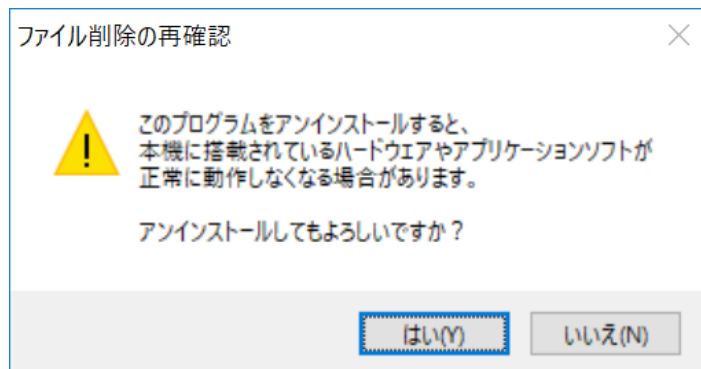 ファイル削除の再確認
このプログラムをアンインストールすると、
本機に搭載されているハードウェアやアプリケーションソフトが
正常に動作しなくなる場合があります。
アンインストールしてもよろしいですか？
はい(Y)
いいえ(N)